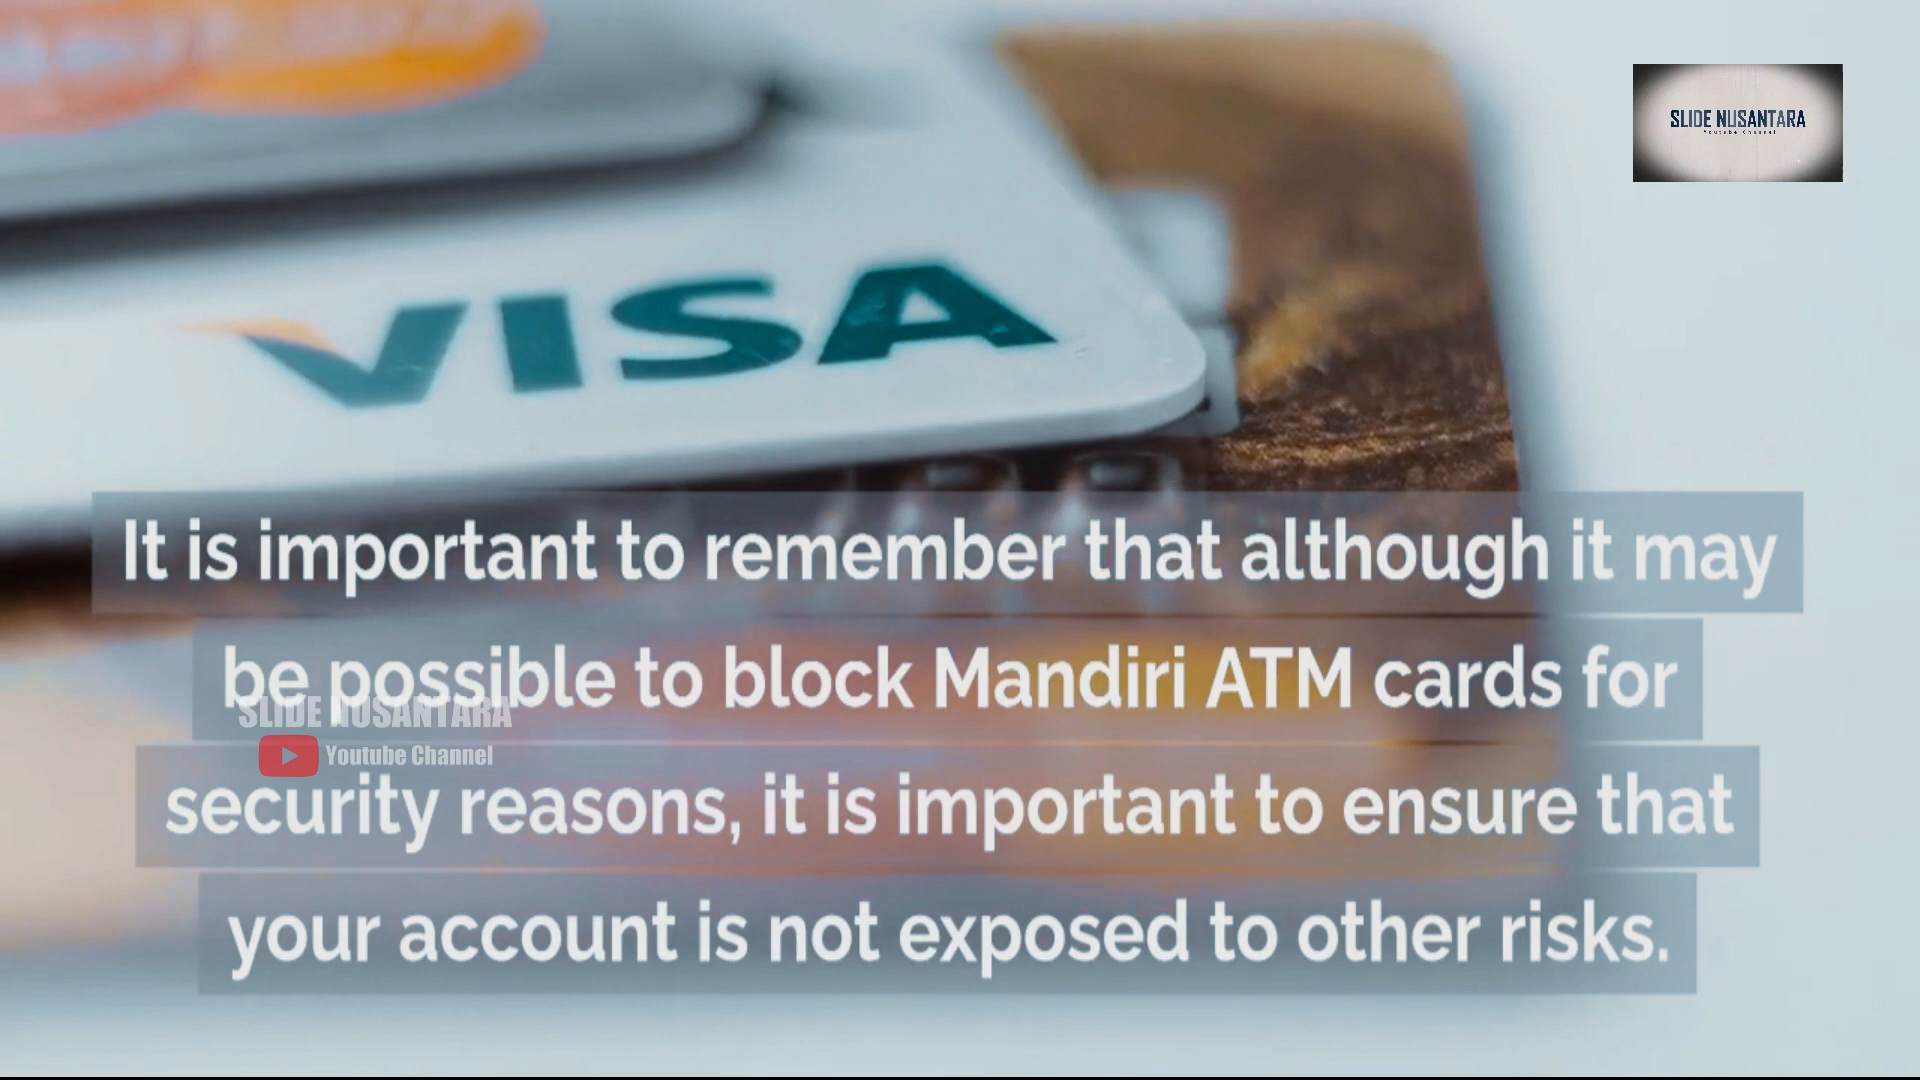 SLIDE NUSANTARA
Youtube Channel
VISA
It is important to remember that although it may
be possible to block Mandiri ATM cards for
SLIDE NUSANTARA
Youtube Channel
security reasons, it is important to ensure that
your account is not exposed to other risks.